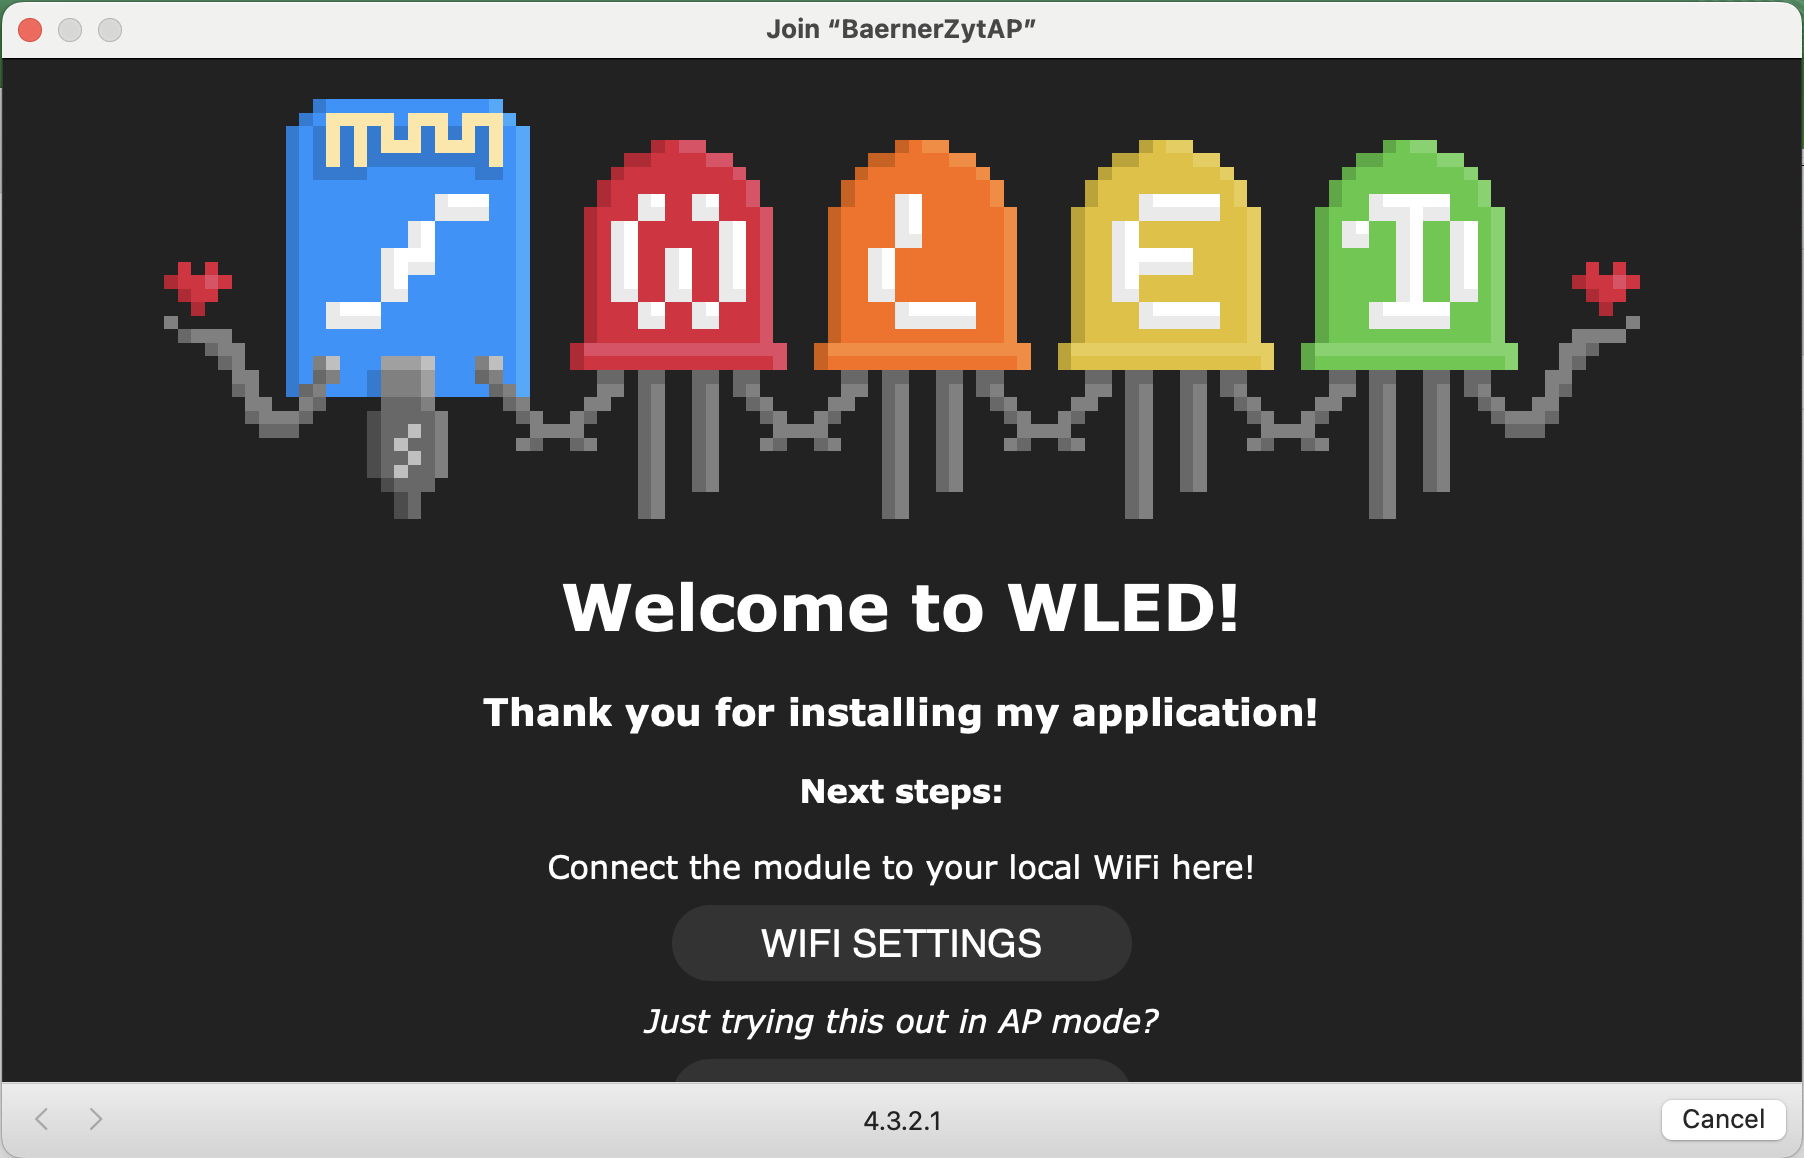 Join “BaernerZytAP”
WLED
Welcome to WLED!
Thank you for installing my application!
Next steps:
Connect the module to your local WiFi here!
WIFI SETTINGS
Just trying this out in AP mode?
4.3.2.1
Cancel